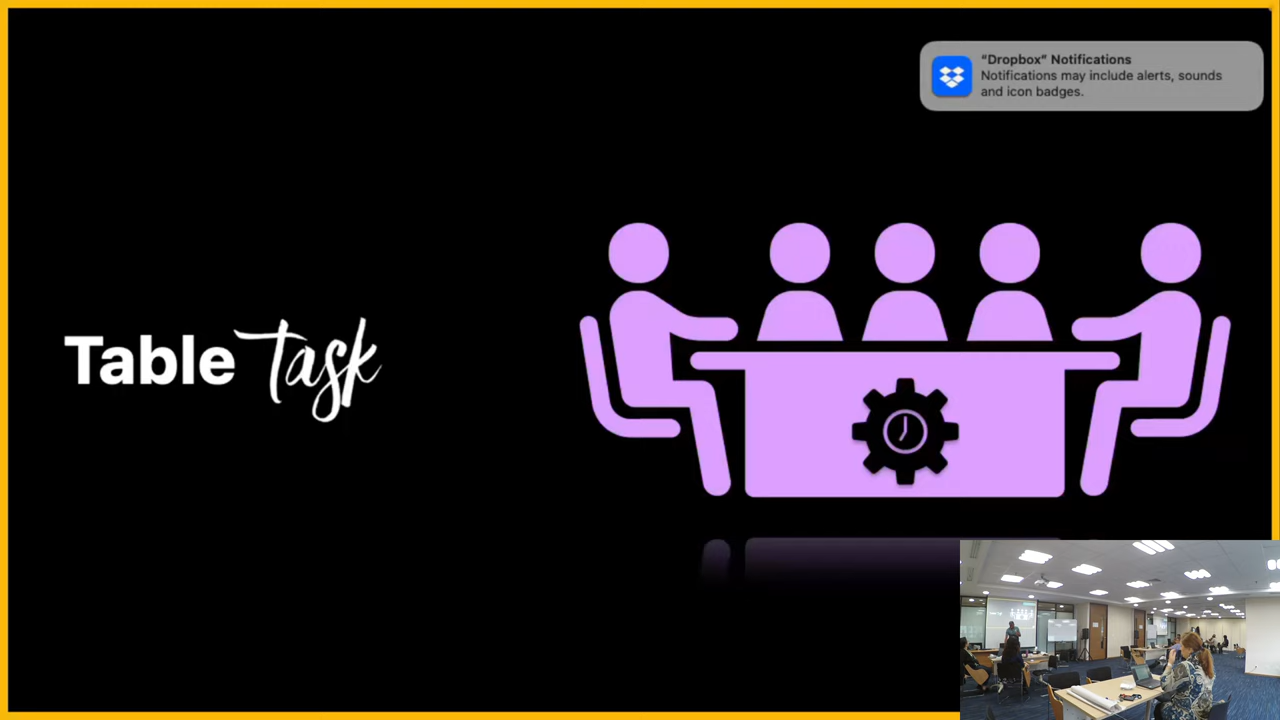 "Dropbox" Notifications
Notifications may include alerts, sounds
and icon badges.
Table Task